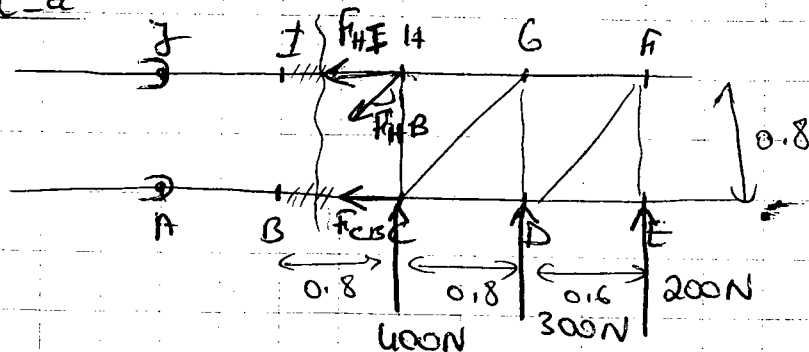 J I F_HI H G F
F_HB
0.8
A B F_CB C D E
0.8 0.8 0.6 200N
400N 300N